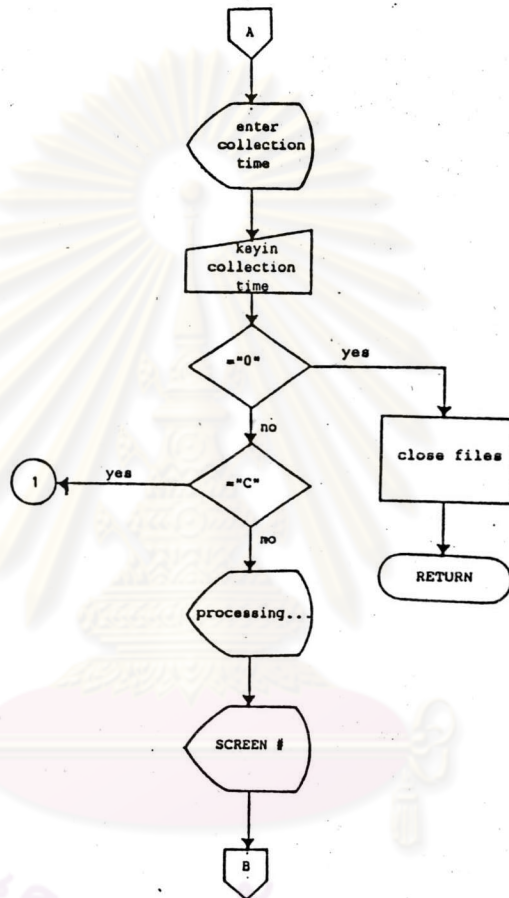 A
enter
collection
time
keyin
collection
time
="0"
yes
no
close files
="C"
yes
1
no
RETURN
processing...
SCREEN #
B